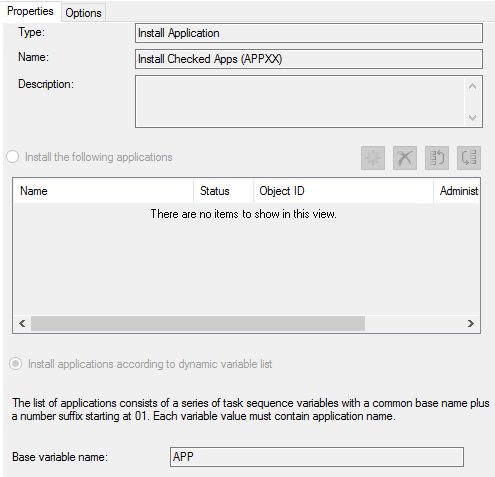 Properties Options
Type: Install Application
Name: Install Checked Apps (APPXX)
Description:
Install the following applications
Name Status Object ID Administ
There are no items to show in this view.
Install applications according to dynamic variable list
The list of applications consists of a series of task sequence variables with a common base name plus
a number suffix starting at 01. Each variable value must contain application name.
Base variable name: APP